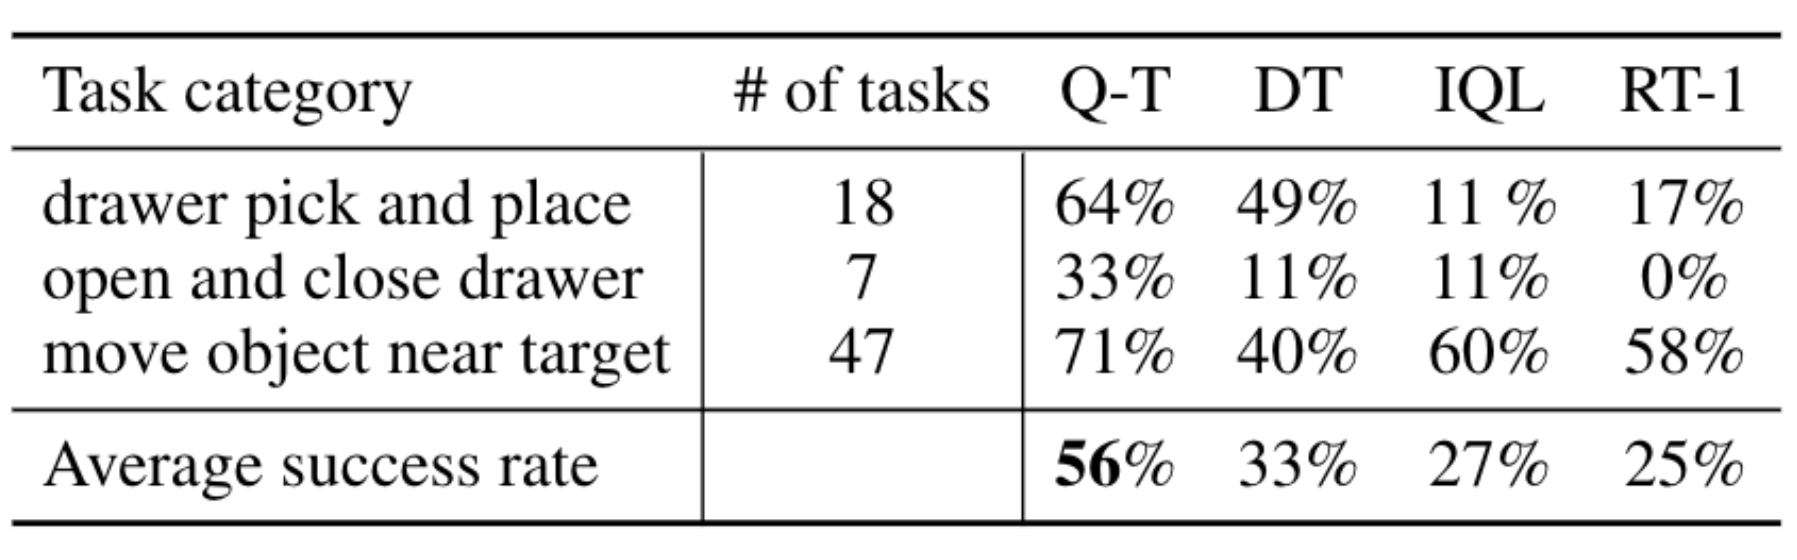 Task category # of tasks Q-T DT IQL RT-1
drawer pick and place 18 64% 49% 11 % 17%
open and close drawer 7 33% 11% 11% 0%
move object near target 47 71% 40% 60% 58%
Average success rate 56% 33% 27% 25%